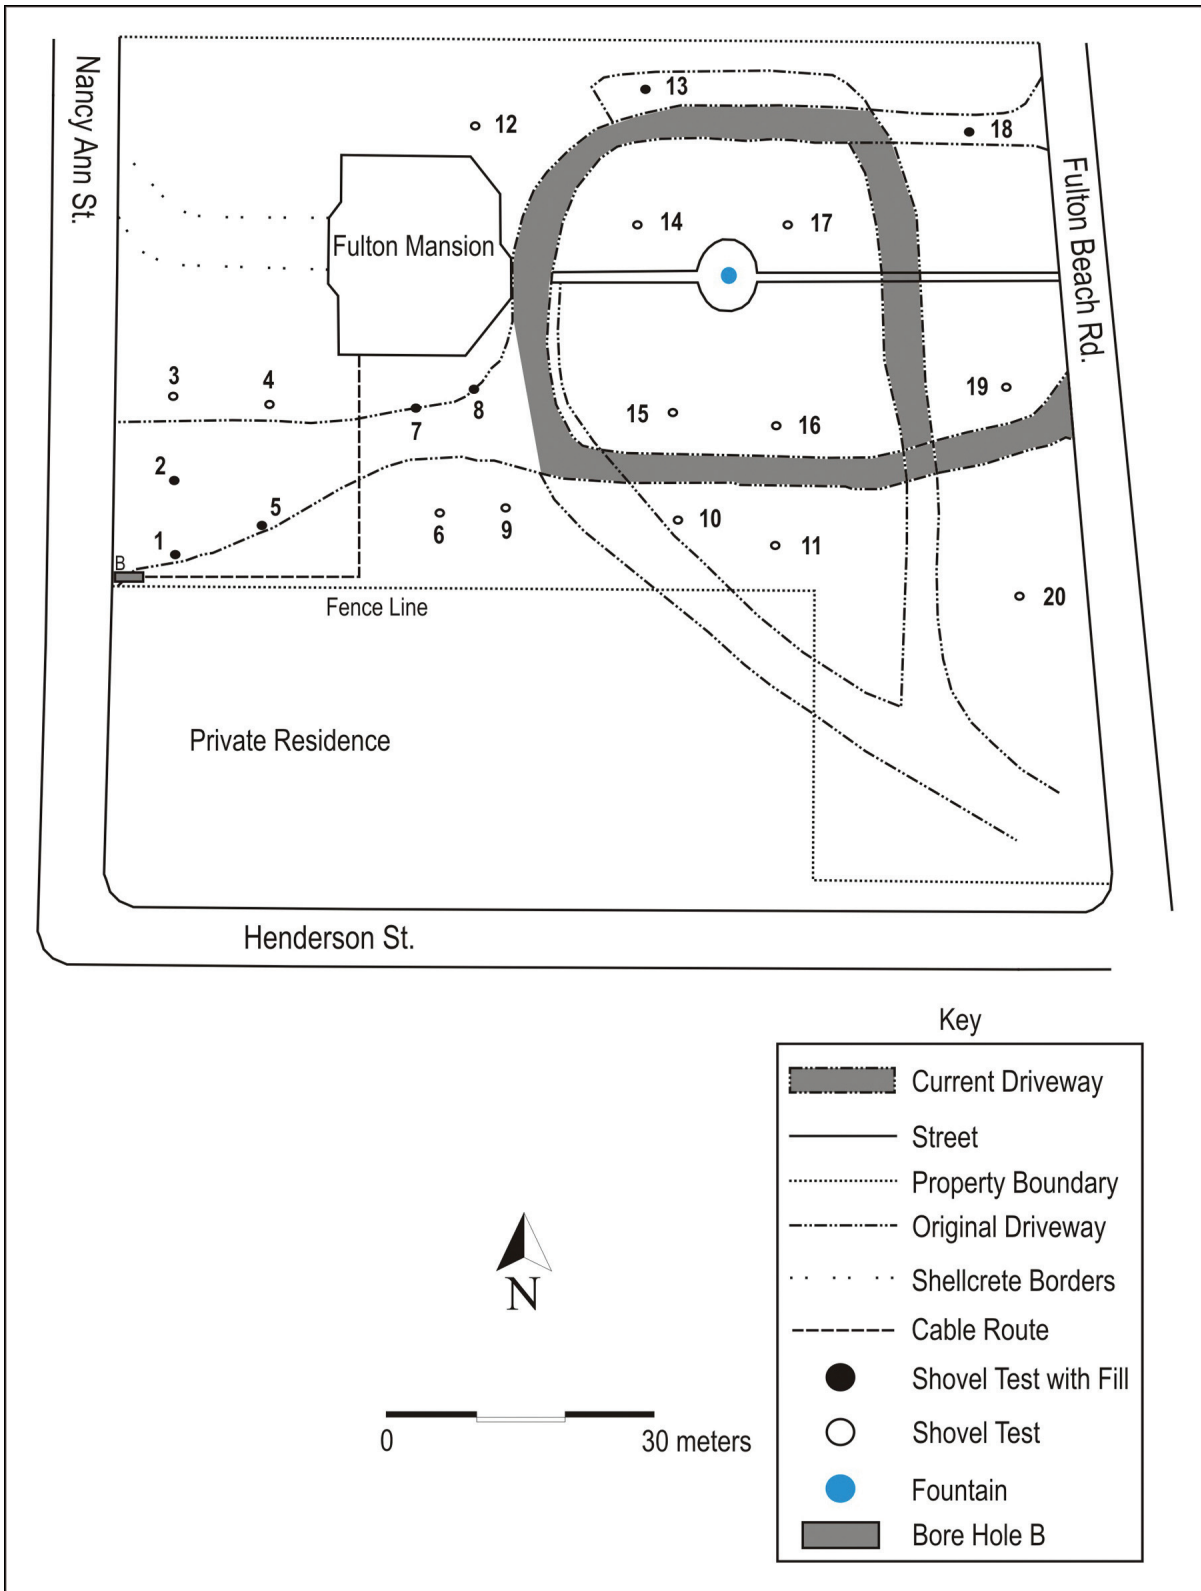 Nancy Ann St.
13
12
18
Fulton Beach Rd.
14
17
Fulton Mansion
3
4
8
7
19
15
16
2
5
1
B
6
9
10
11
20
Fence Line
Private Residence
Henderson St.
Key
Current Driveway
Street
Property Boundary
Original Driveway
Shellcrete Borders
Cable Route
Shovel Test with Fill
Shovel Test
Fountain
Bore Hole B
N
0
30 meters